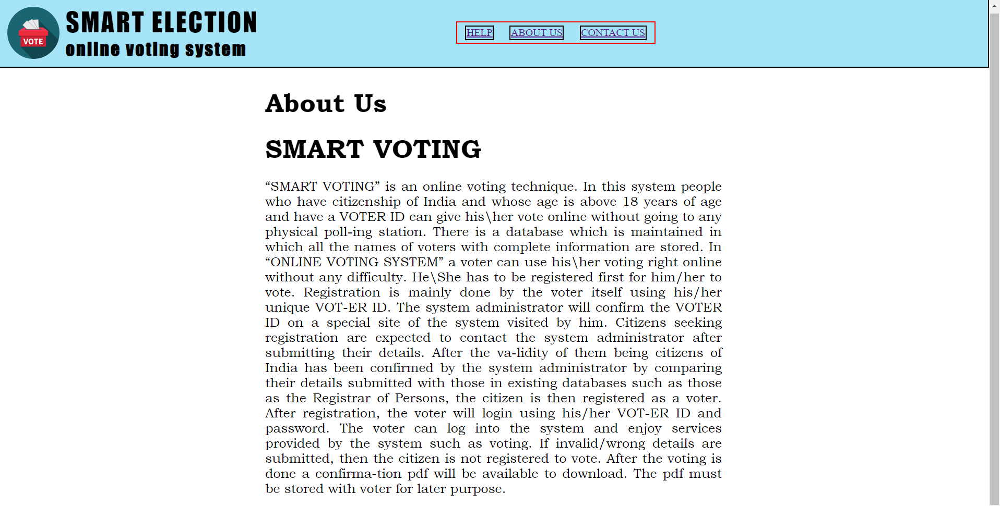 VOTE
SMART ELECTION
online voting system
HELP ABOUT US CONTACT US
About Us
SMART VOTING
“SMART VOTING” is an online voting technique. In this system people
who have citizenship of India and whose age is above 18 years of age
and have a VOTER ID can give his\her vote online without going to any
physical poll-ing station. There is a database which is maintained in
which all the names of voters with complete information are stored. In
“ONLINE VOTING SYSTEM” a voter can use his\her voting right online
without any difficulty. He\She has to be registered first for him/her to
vote. Registration is mainly done by the voter itself using his/her
unique VOT-ER ID. The system administrator will confirm the VOTER
ID on a special site of the system visited by him. Citizens seeking
registration are expected to contact the system administrator after
submitting their details. After the va-lidity of them being citizens of
India has been confirmed by the system administrator by comparing
their details submitted with those in existing databases such as those
as the Registrar of Persons, the citizen is then registered as a voter.
After registration, the voter will login using his/her VOT-ER ID and
password. The voter can log into the system and enjoy services
provided by the system such as voting. If invalid/wrong details are
submitted, then the citizen is not registered to vote. After the voting is
done a confirma-tion pdf will be available to download. The pdf must
be stored with voter for later purpose.